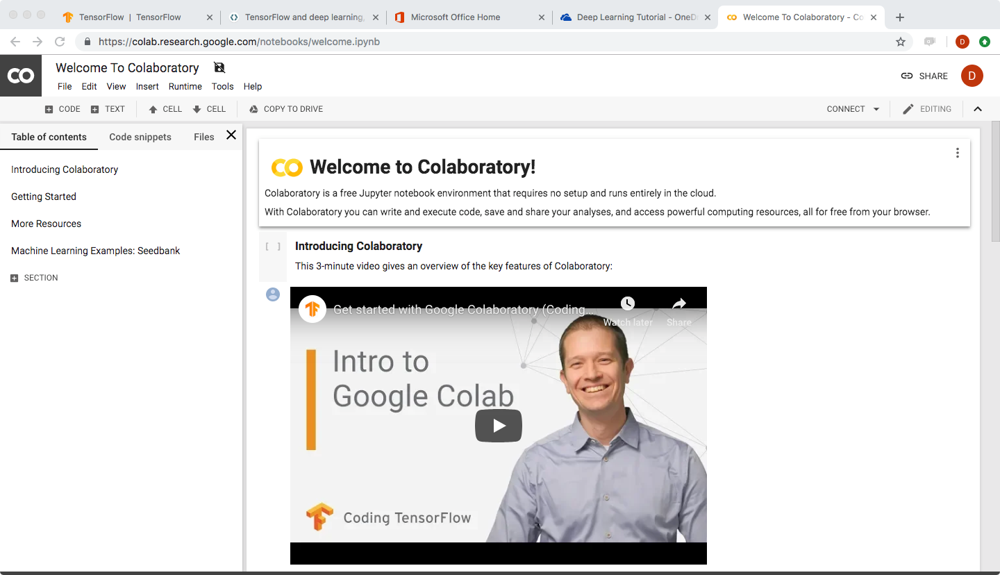 TensorFlow | TensorFlow
TensorFlow and deep learning,
Microsoft Office Home
Deep Learning Tutorial - OneD
Welcome To Colaboratory - Co
https://colab.research.google.com/notebooks/welcome.ipynb
D
CO
Welcome To Colaboratory
File Edit View Insert Runtime Tools Help
SHARE
D
CODE TEXT CELL CELL COPY TO DRIVE CONNECT EDITING
Table of contents Code snippets Files
Introducing Colaboratory
Getting Started
More Resources
Machine Learning Examples: Seedbank
SECTION
CO Welcome to Colaboratory!
Colaboratory is a free Jupyter notebook environment that requires no setup and runs entirely in the cloud.
With Colaboratory you can write and execute code, save and share your analyses, and access powerful computing resources, all for free from your browser.
[ ] Introducing Colaboratory
This 3-minute video gives an overview of the key features of Colaboratory:
Get started with Google Colaboratory (Coding...
Watch later Share
Intro to
Google Colab
Coding TensorFlow